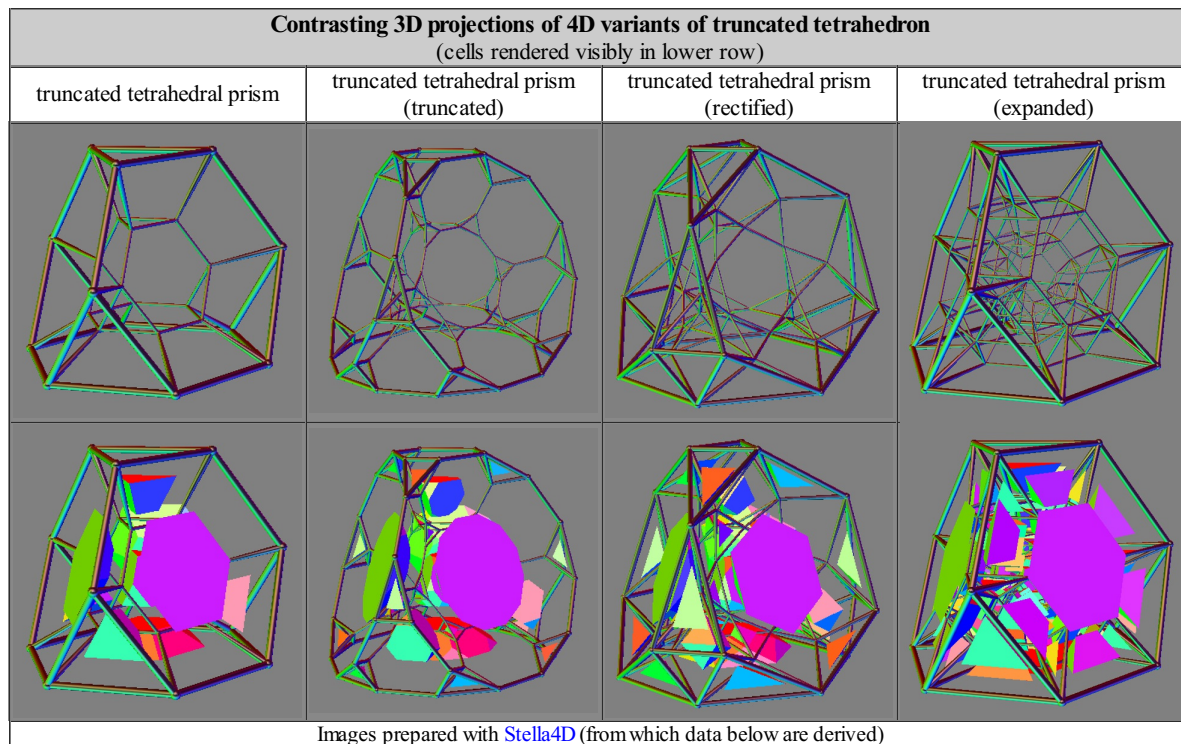 Contrasting 3D projections of 4D variants of truncated tetrahedron
(cells rendered visibly in lower row)
truncated tetrahedral prism
truncated tetrahedral prism
(truncated)
truncated tetrahedral prism
(rectified)
truncated tetrahedral prism
(expanded)
Images prepared with Stella4D (from which data below are derived)